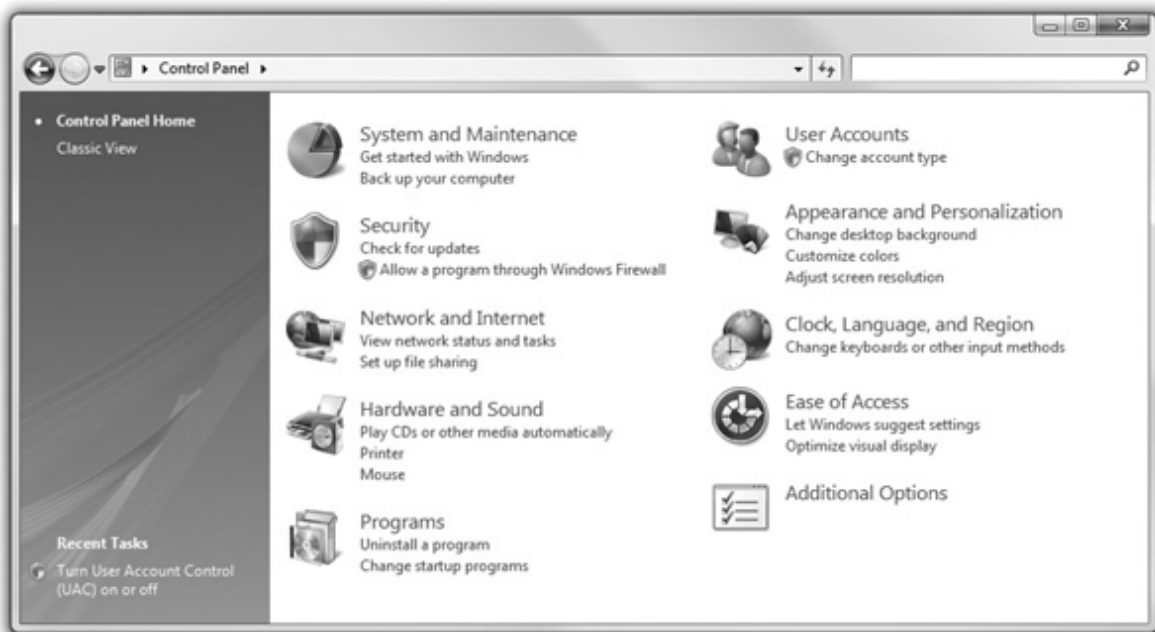 Control Panel
Control Panel Home
Classic View
System and Maintenance
Get started with Windows
Back up your computer
Security
Check for updates
Allow a program through Windows Firewall
Network and Internet
View network status and tasks
Set up file sharing
Hardware and Sound
Play CDs or other media automatically
Printer
Mouse
Programs
Uninstall a program
Change startup programs
User Accounts
Change account type
Appearance and Personalization
Change desktop background
Customize colors
Adjust screen resolution
Clock, Language, and Region
Change keyboards or other input methods
Ease of Access
Let Windows suggest settings
Optimize visual display
Additional Options
Recent Tasks
Turn User Account Control
(UAC) on or off